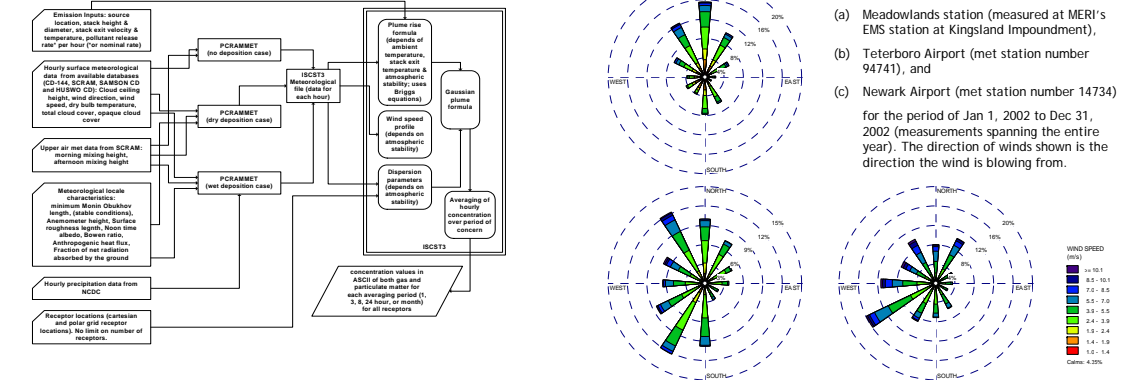 Emission Inputs: source
location, stack height &
diameter, stack exit velocity &
temperature, pollutant release
rate* per hour (*or nominal rate)
Hourly surface meteorological
data from available databases
(CD-144, SCRAM, SAMSON CD
and HUSWO CD): Cloud ceiling
height, wind direction, wind
speed, dry bulb temperature,
total cloud cover, opaque cloud
cover
Upper air met data from SCRAM:
morning mixing height,
afternoon mixing height
Meteorological locale
characteristics:
minimum Monin Obukhov
length, (stable conditions),
Anemometer height, Surface
roughness legnth, Noon time
albedo, Bowen ratio,
Anthropogenic heat flux,
Fraction of net radiation
absorbed by the ground
Hourly precipitation data from
NCDC
Receptor locations (cartesian
and polar grid receptor
locations). No limit on number of
receptors.
PCRAMMET
(no deposition case)
PCRAMMET
(dry deposition case)
PCRAMMET
(wet deposition case)
ISCST3
Meteorological
file (data for
each hour)
Plume rise
formula
(depends of
ambient
temperature,
stack exit
temperature &
atmospheric
stability; uses
Briggs
equations)
Wind speed
profile
(depends on
atmospheric
stability)
Dispersion
parameters
(depends on
atmospheric
stability)
Gaussian
plume
formula
Averaging of
hourly
concentration
over period of
concern
ISCST3
concentration values in
ASCII of both gas and
particulate matter for
each averaging period (1,
3, 8, 24 hour, or month)
for all receptors
20%
16%
12%
8%
WEST
EAST
SOUTH
NORTH
15%
12%
9%
6%
WEST
EAST
SOUTH
NORTH
20%
16%
12%
8%
WEST
EAST
SOUTH
(a) Meadowlands station (measured at MERI's
EMS station at Kingsland Impoundment),
(b) Teterboro Airport (met station number
94741), and
(c) Newark Airport (met station number 14734)
for the period of Jan 1, 2002 to Dec 31,
2002 (measurements spanning the entire
year). The direction of winds shown is the
direction the wind is blowing from.
WIND SPEED
(m/s)
>= 10.1
8.5 - 10.1
7.0 - 8.5
5.5 - 7.0
3.9 - 5.5
2.4 - 3.9
1.9 - 2.4
1.4 - 1.9
1.0 - 1.4
Calms: 4.25%